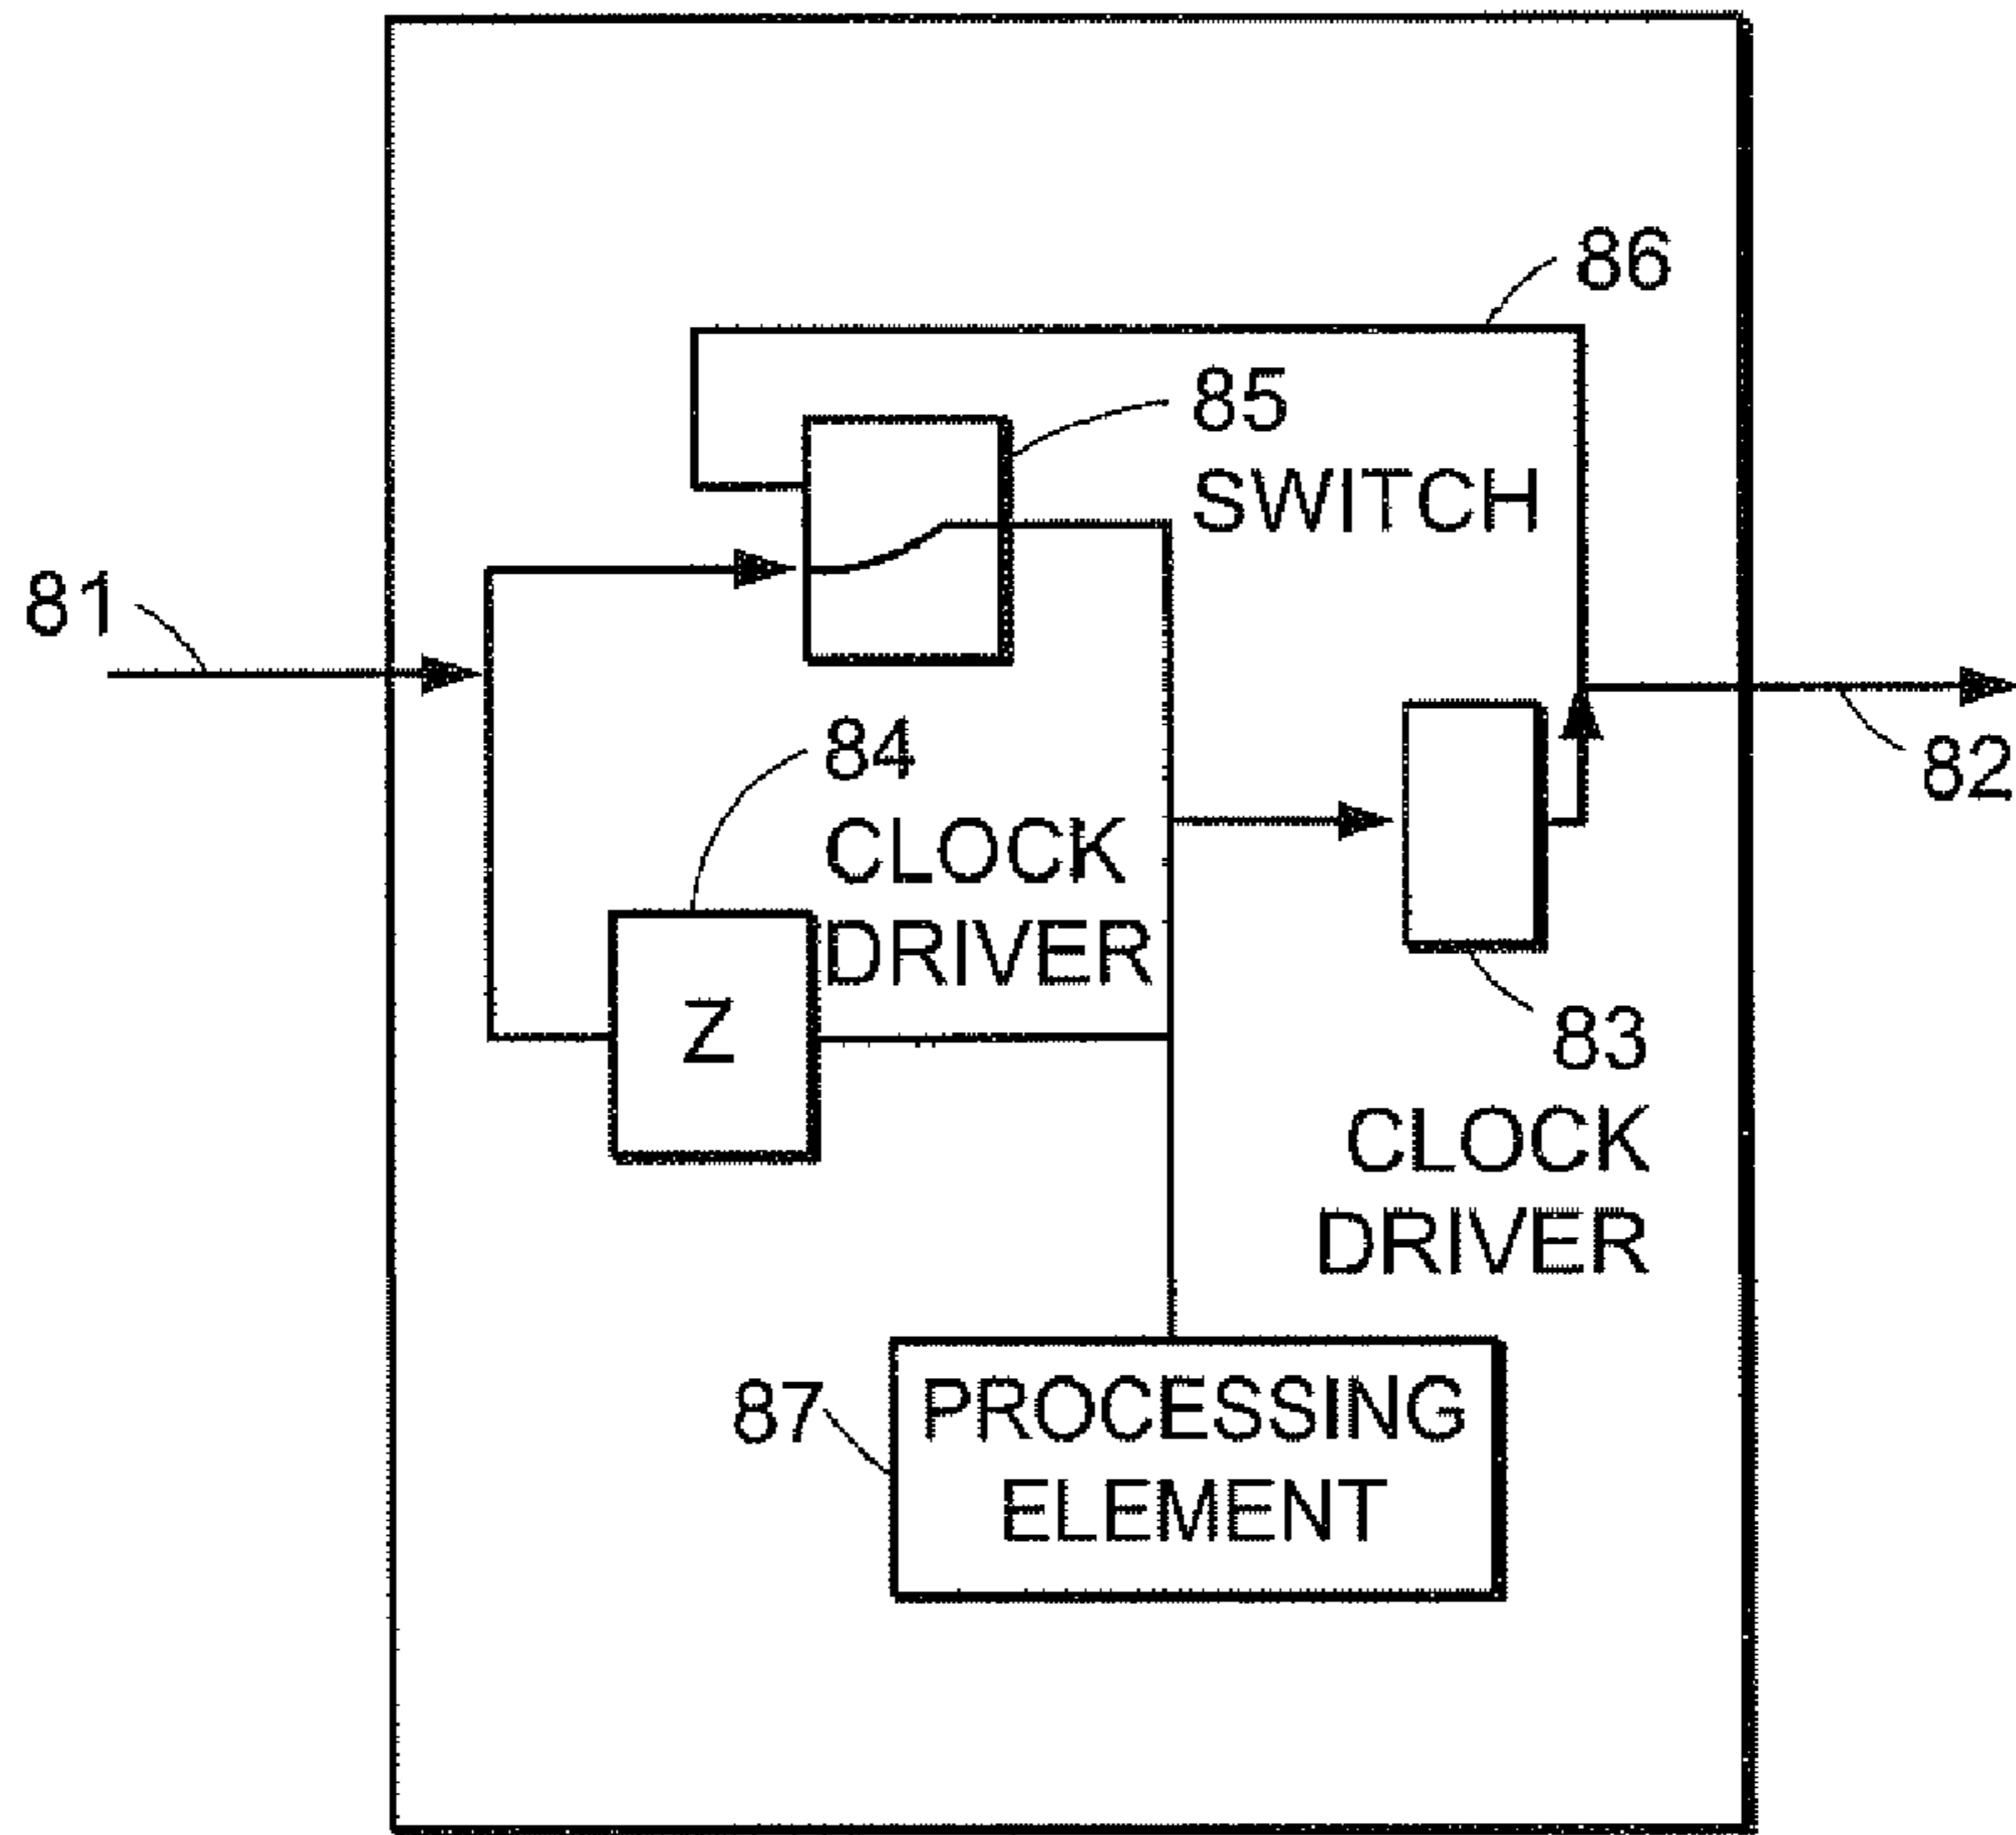 86
85
SWITCH
81
84
CLOCK
DRIVER
82
Z
83
CLOCK
DRIVER
87
PROCESSING
ELEMENT